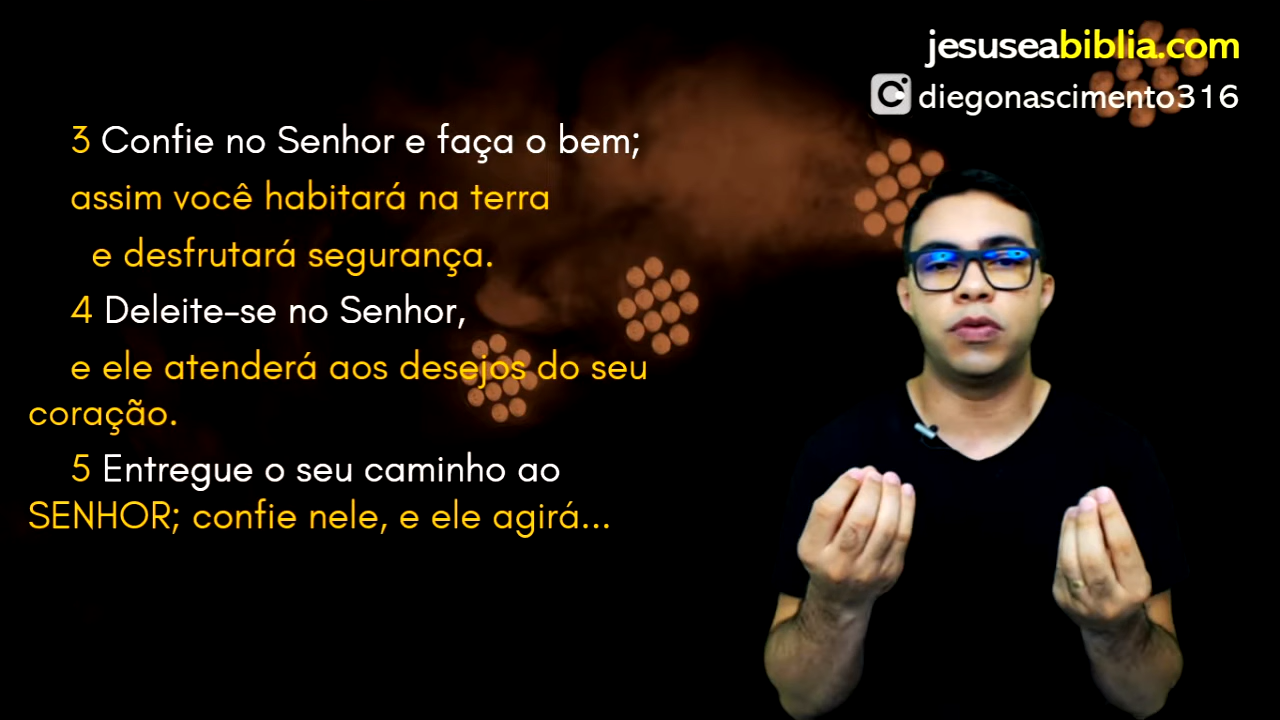 jesuseabiblia.com
diegonascimento316
3 Confie no Senhor e faça o bem;
assim você habitará na terra
e desfrutará segurança.
4 Deleite-se no Senhor,
e ele atenderá aos desejos do seu
coração.
5 Entregue o seu caminho ao
SENHOR; confie nele, e ele agirá...